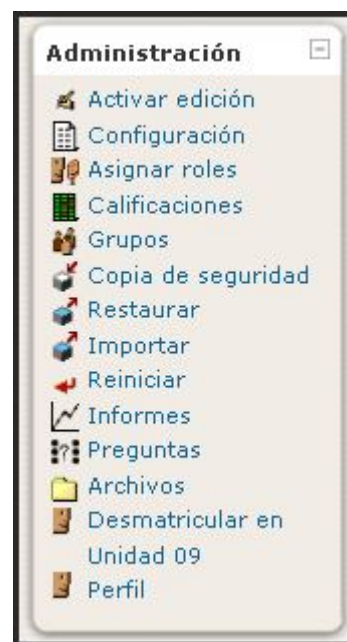 Administración
Activar edición
Configuración
Asignar roles
Calificaciones
Grupos
Copia de seguridad
Restaurar
Importar
Reiniciar
Informes
Preguntas
Archivos
Desmatricular en
Unidad 09
Perfil